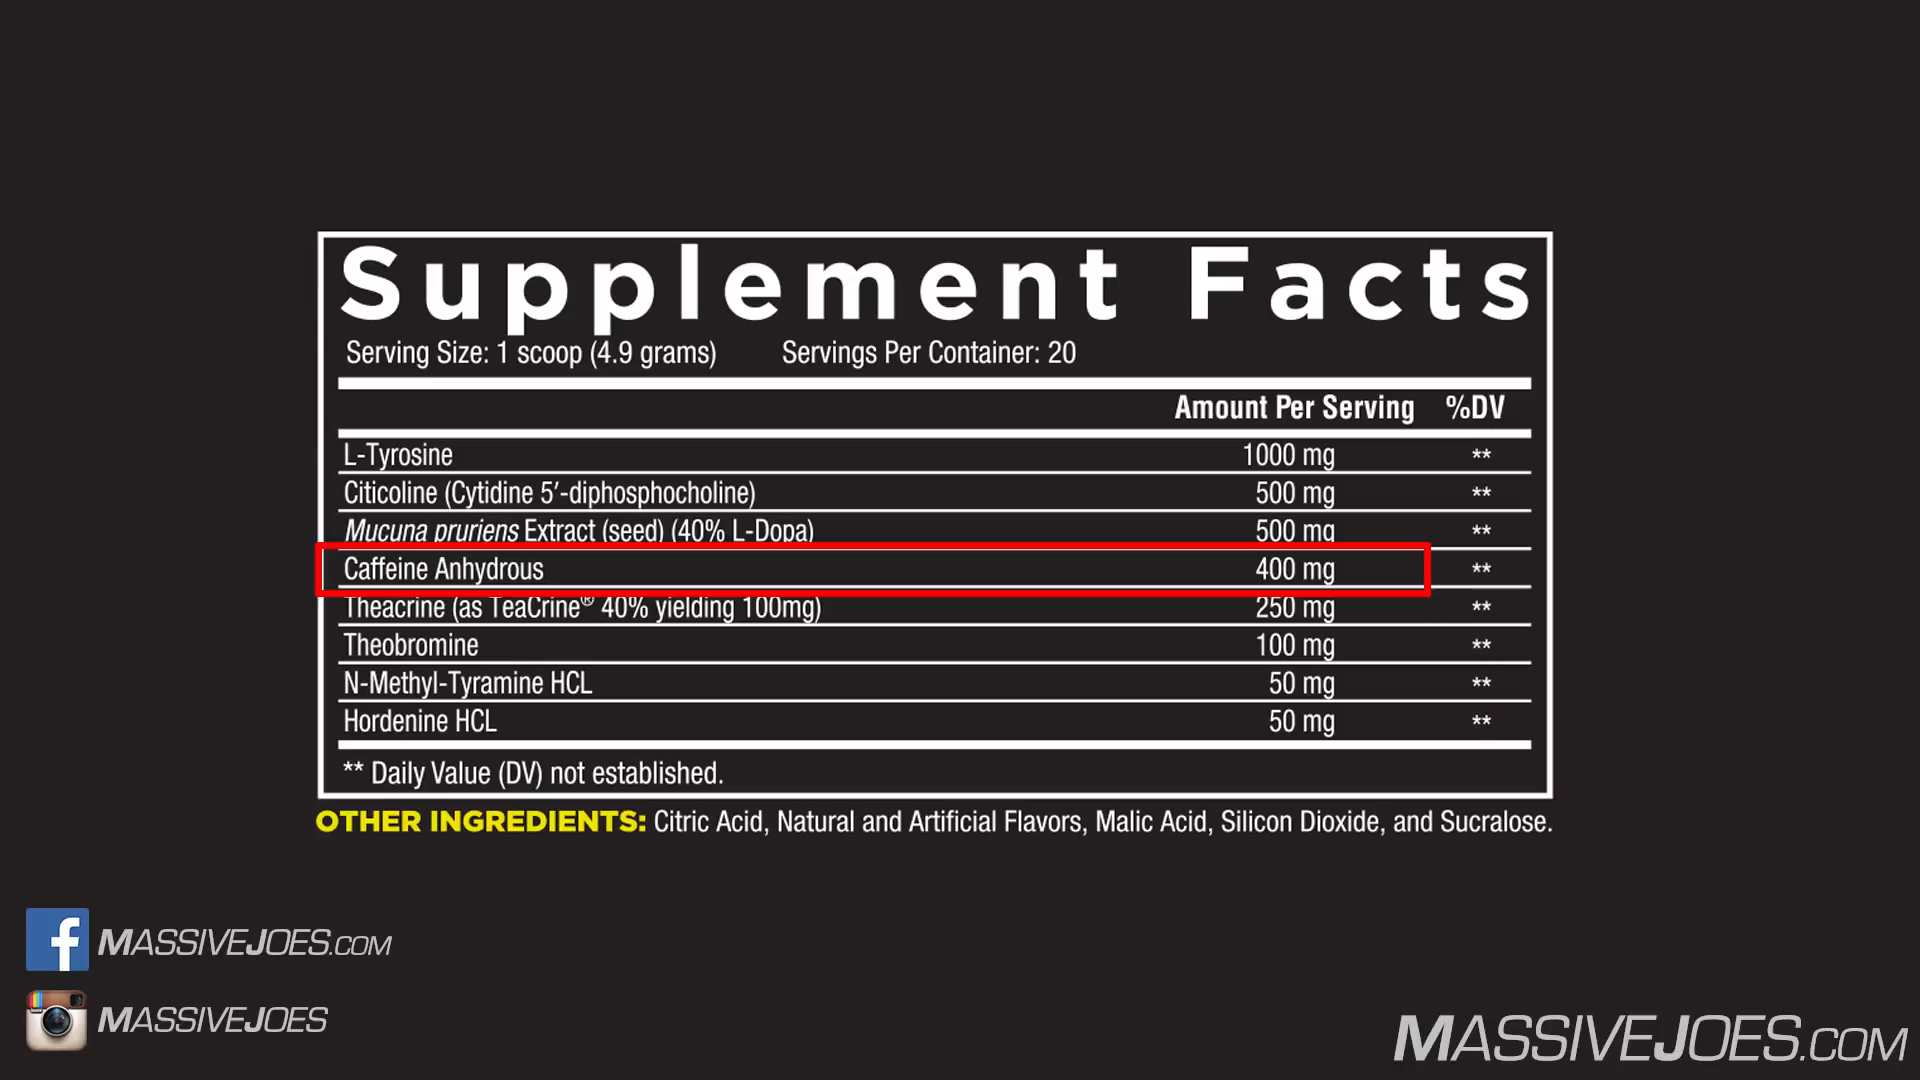 Supplement Facts
Serving Size: 1 scoop (4.9 grams) Servings Per Container: 20
Amount Per Serving %DV
L-Tyrosine 1000 mg **
Citicoline (Cytidine 5′-diphosphocholine) 500 mg **
Mucuna pruriens Extract (seed) (40% L-Dopa) 500 mg **
Caffeine Anhydrous 400 mg **
Theacrine (as TeaCrine® 40% yielding 100mg) 250 mg **
Theobromine 100 mg **
N-Methyl-Tyramine HCL 50 mg **
Hordenine HCL 50 mg **
** Daily Value (DV) not established.
OTHER INGREDIENTS: Citric Acid, Natural and Artificial Flavors, Malic Acid, Silicon Dioxide, and Sucralose.
f MASSIVEJOES.COM
MASSIVEJOES
MASSIVEJOES.COM